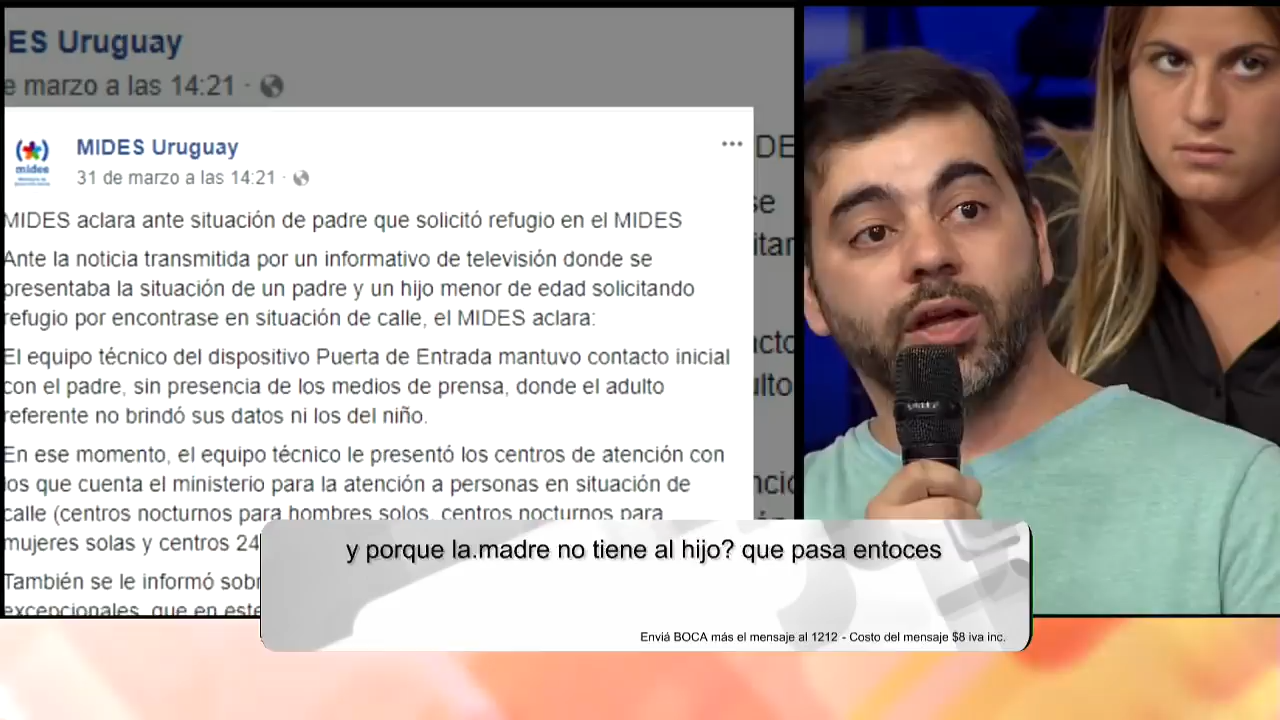 ES Uruguay
e marzo a las 14:21 ·
MIDES Uruguay
31 de marzo a las 14:21 ·
mides
MIDES aclara ante situación de padre que solicitó refugio en el MIDES
Ante la noticia transmitida por un informativo de televisión donde se
presentaba la situación de un padre y un hijo menor de edad solicitando
refugio por encontrase en situación de calle, el MIDES aclara:
El equipo técnico del dispositivo Puerta de Entrada mantuvo contacto inicial
con el padre, sin presencia de los medios de prensa, donde el adulto
referente no brindó sus datos ni los del niño.
En ese momento, el equipo técnico le presentó los centros de atención con
los que cuenta el ministerio para la atención a personas en situación de
calle (centros nocturnos para hombres solos, centros nocturnos para
mujeres solas y centros 24
También se le informó sobr
excepcionales, que en este
y porque la.madre no tiene al hijo? que pasa entoces
Enviá BOCA más el mensaje al 1212 - Costo del mensaje $8 iva inc.